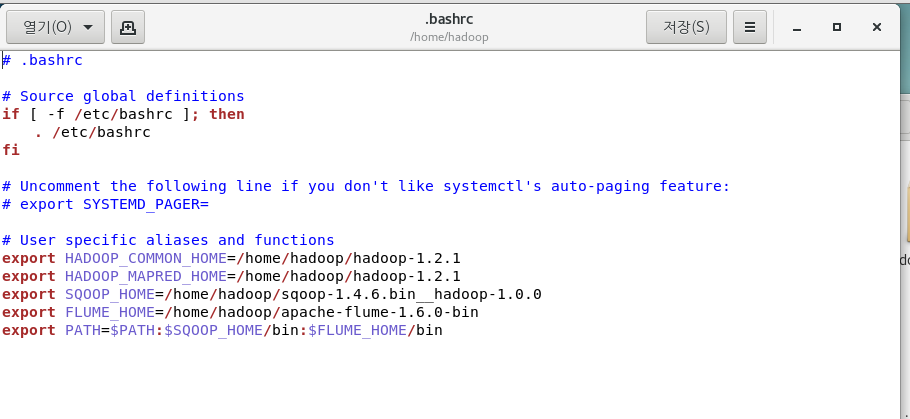 열기(O)
.bashrc
/home/hadoop
저장(S)
# .bashrc
# Source global definitions
if [ -f /etc/bashrc ]; then
    . /etc/bashrc
fi
# Uncomment the following line if you don't like systemctl's auto-paging feature:
# export SYSTEMD_PAGER=
# User specific aliases and functions
export HADOOP_COMMON_HOME=/home/hadoop/hadoop-1.2.1
export HADOOP_MAPRED_HOME=/home/hadoop/hadoop-1.2.1
export SQOOP_HOME=/home/hadoop/sqoop-1.4.6.bin__hadoop-1.0.0
export FLUME_HOME=/home/hadoop/apache-flume-1.6.0-bin
export PATH=$PATH:$SQOOP_HOME/bin:$FLUME_HOME/bin